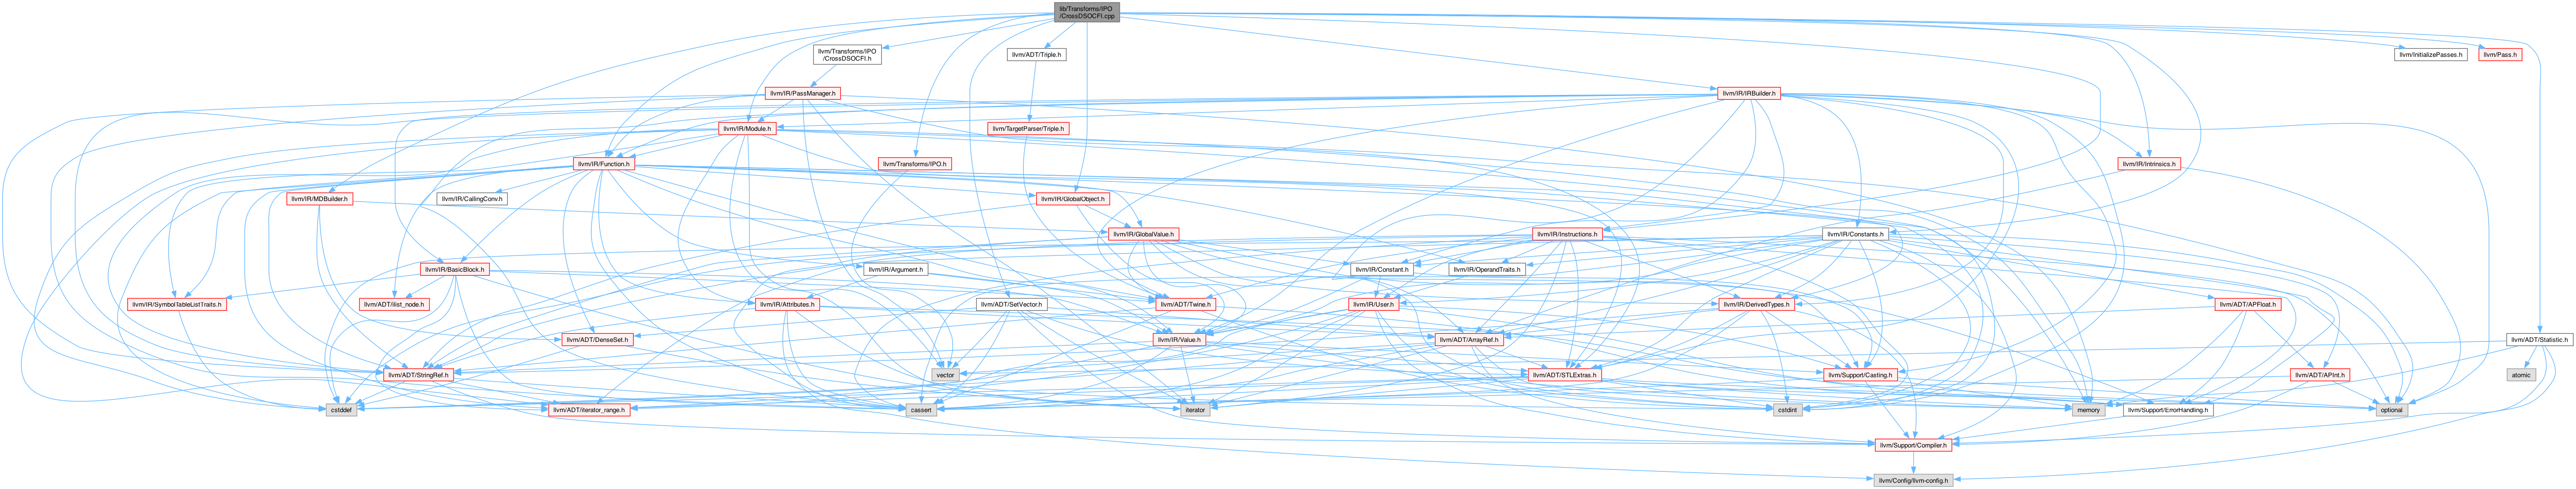 lib/Transforms/IPO
/CrossDSOCFI.cpp
llvm/Transforms/IPO
/CrossDSOCFI.h
llvm/ADT/Triple.h
llvm/InitializePasses.h
llvm/Pass.h
llvm/IR/PassManager.h
llvm/IR/IRBuilder.h
llvm/IR/Module.h
llvm/TargetParser/Triple.h
llvm/IR/Function.h
llvm/Transforms/IPO.h
llvm/IR/Intrinsics.h
llvm/IR/MDBuilder.h
llvm/IR/CallingConv.h
llvm/IR/GlobalObject.h
llvm/IR/GlobalValue.h
llvm/IR/Instructions.h
llvm/IR/Constants.h
llvm/IR/BasicBlock.h
llvm/IR/Argument.h
llvm/IR/Constant.h
llvm/IR/OperandTraits.h
llvm/IR/SymbolTableListTraits.h
llvm/ADT/ilist_node.h
llvm/IR/Attributes.h
llvm/ADT/SetVector.h
llvm/ADT/Twine.h
llvm/IR/User.h
llvm/IR/DerivedTypes.h
llvm/ADT/APFloat.h
llvm/ADT/DenseSet.h
llvm/IR/Value.h
llvm/ADT/ArrayRef.h
llvm/ADT/Statistic.h
llvm/ADT/StringRef.h
vector
llvm/ADT/STLExtras.h
llvm/Support/Casting.h
llvm/ADT/APInt.h
atomic
cstddef
llvm/ADT/iterator_range.h
cassert
iterator
cstdint
memory
llvm/Support/ErrorHandling.h
optional
llvm/Support/Compiler.h
llvm/Config/llvm-config.h